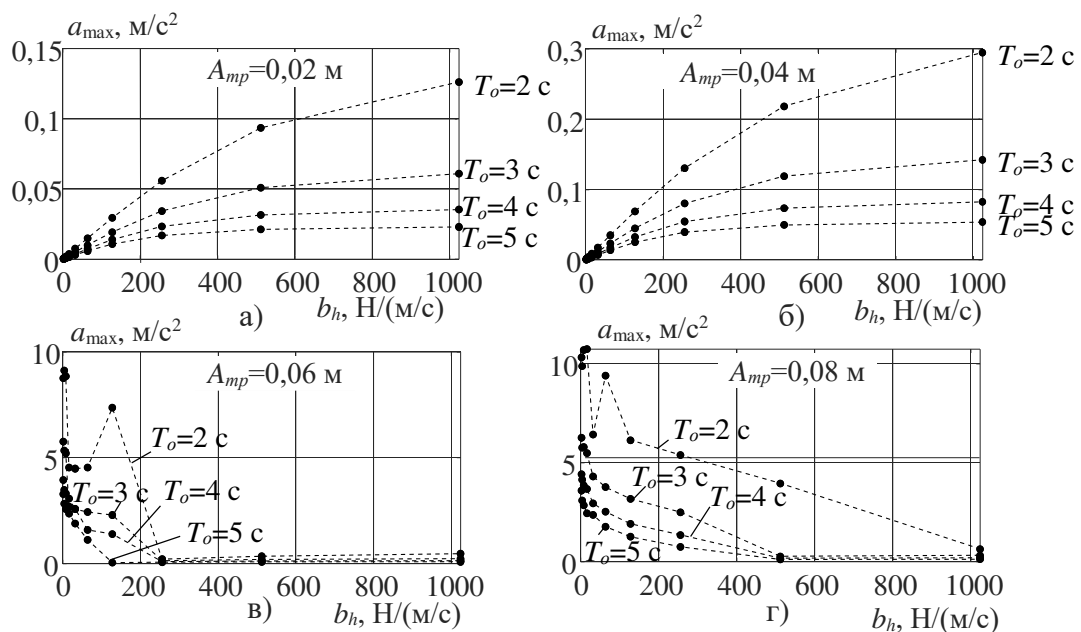 a_max, м/с²
0,15
A_mp=0,02 м
T_o=2 с
0,1
T_o=3 с
0,05
T_o=4 с
T_o=5 с
0
0 200 400 600 800 1000
а) b_h, Н/(м/с)
a_max, м/с²
0,3
A_mp=0,04 м
T_o=2 с
0,2
T_o=3 с
0,1
T_o=4 с
T_o=5 с
0
0 200 400 600 800 1000
б) b_h, Н/(м/с)
a_max, м/с²
10
A_mp=0,06 м
T_o=2 с
5
T_o=3 с T_o=4 с
T_o=5 с
0
0 200 400 600 800 1000
в) b_h, Н/(м/с)
a_max, м/с²
10
A_mp=0,08 м
T_o=2 с
5
T_o=3 с
T_o=4 с
T_o=5 с
0
0 200 400 600 800 1000
г) b_h, Н/(м/с)